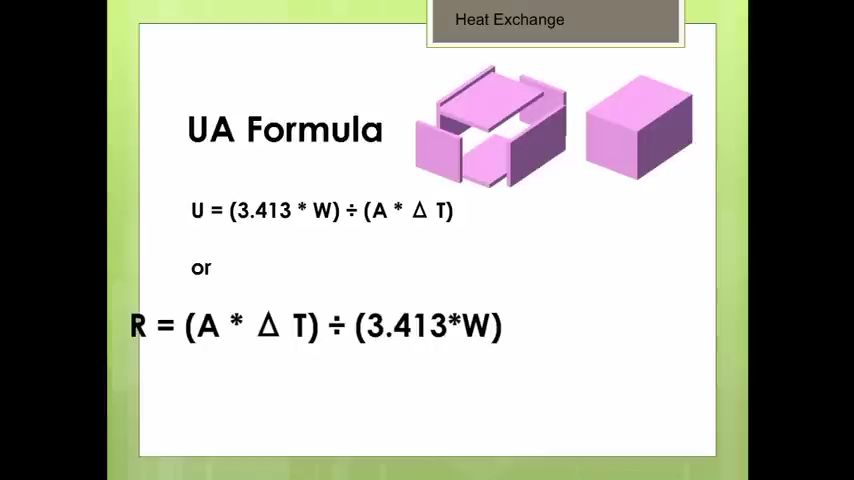 Heat Exchange
UA Formula
U = (3.413 * W) ÷ (A * Δ T)
or
R = (A * Δ T) ÷ (3.413*W)